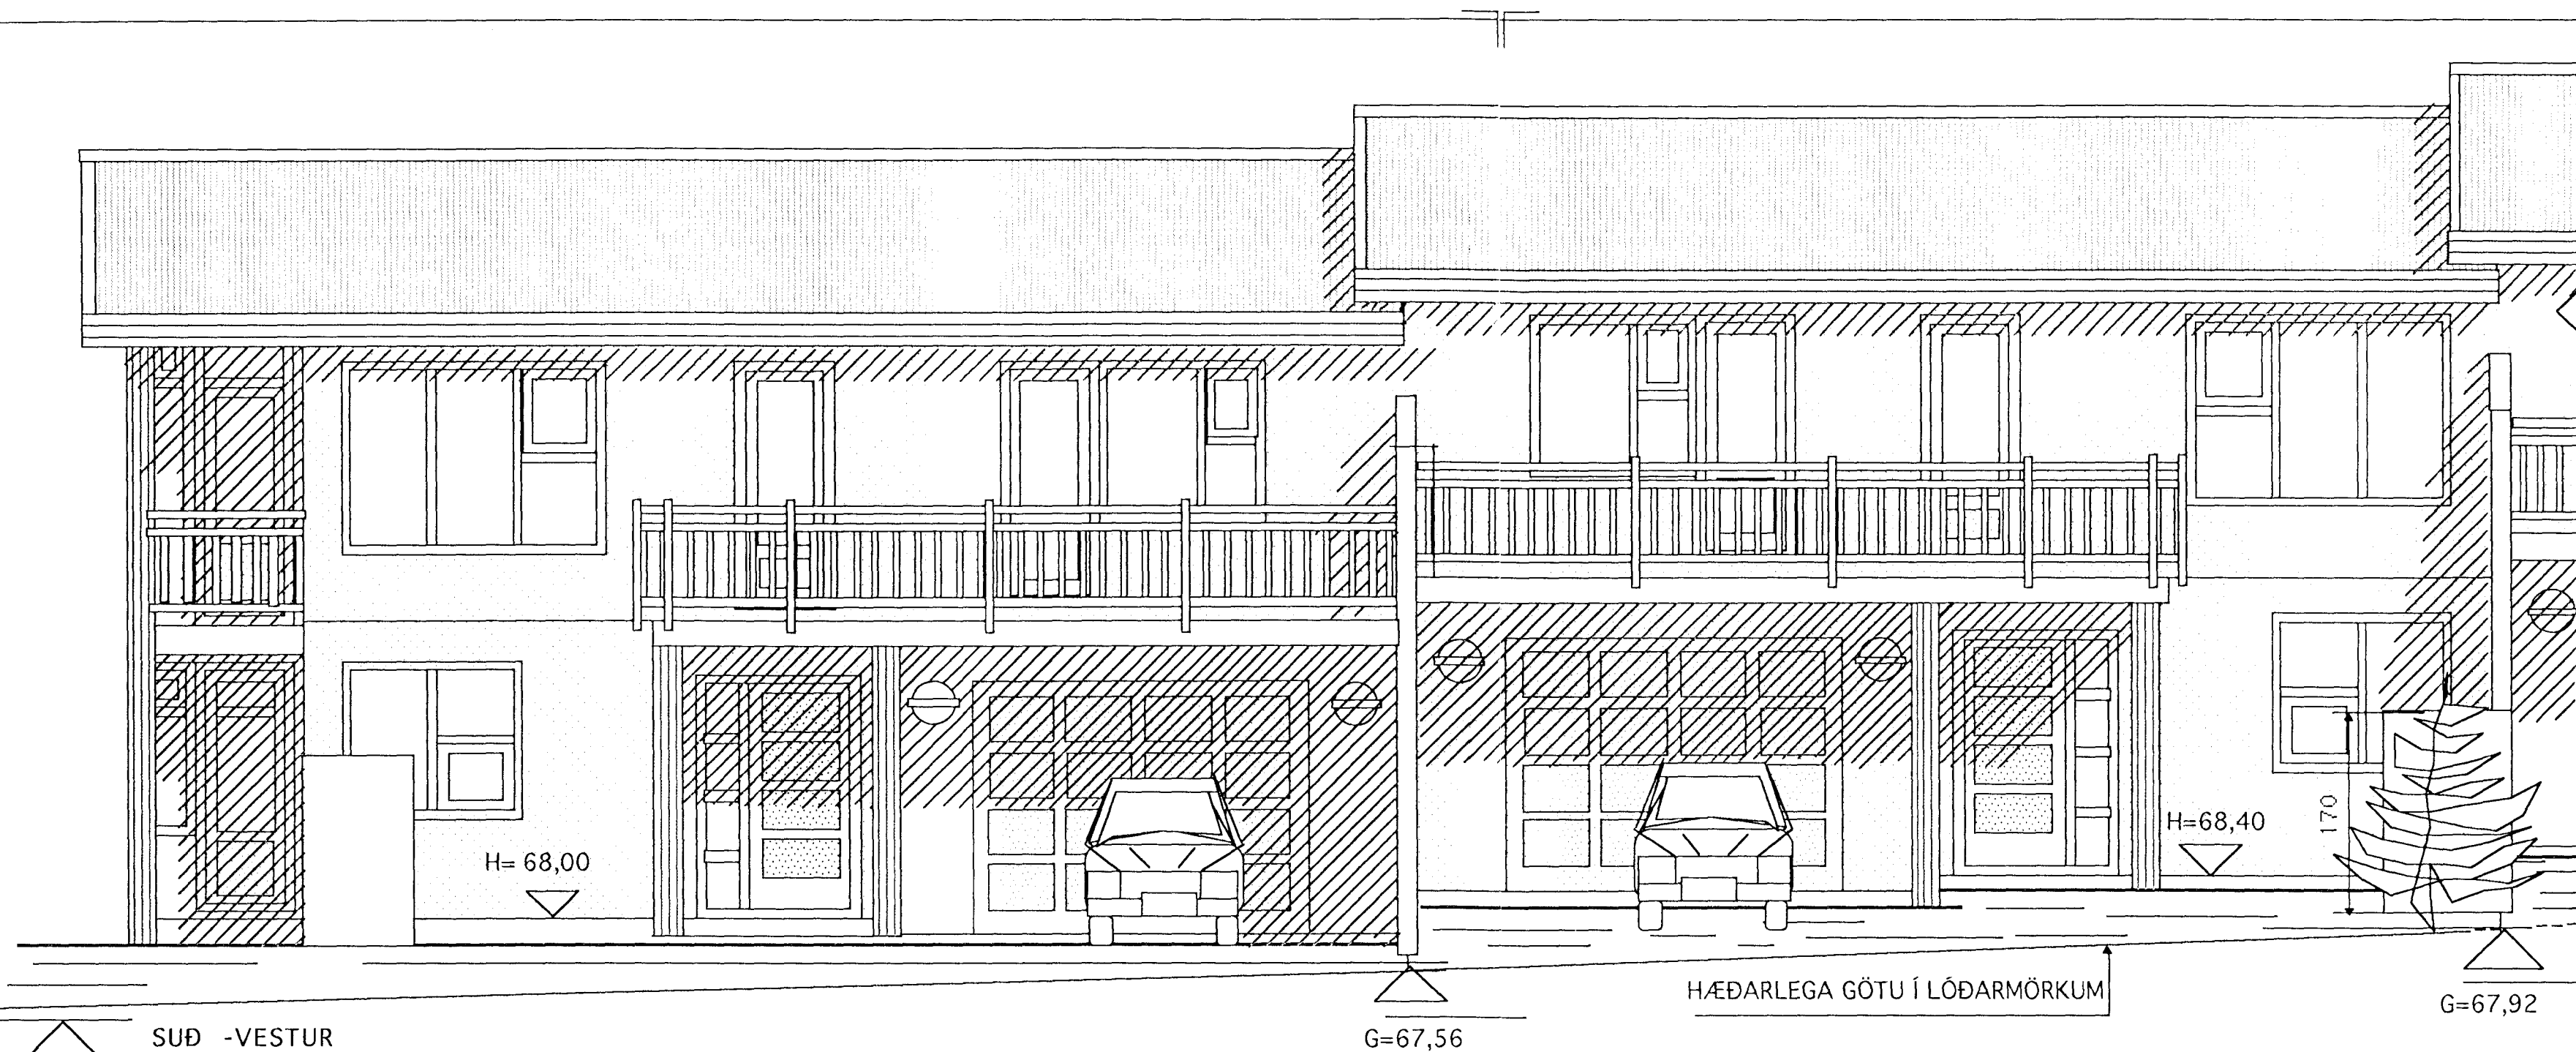 H= 68,00
H=68,40
170
HÆÐARLEGA GÖTU Í LÓÐARMÖRKUM
G=67,92
SUÐ -VESTUR
G=67,56